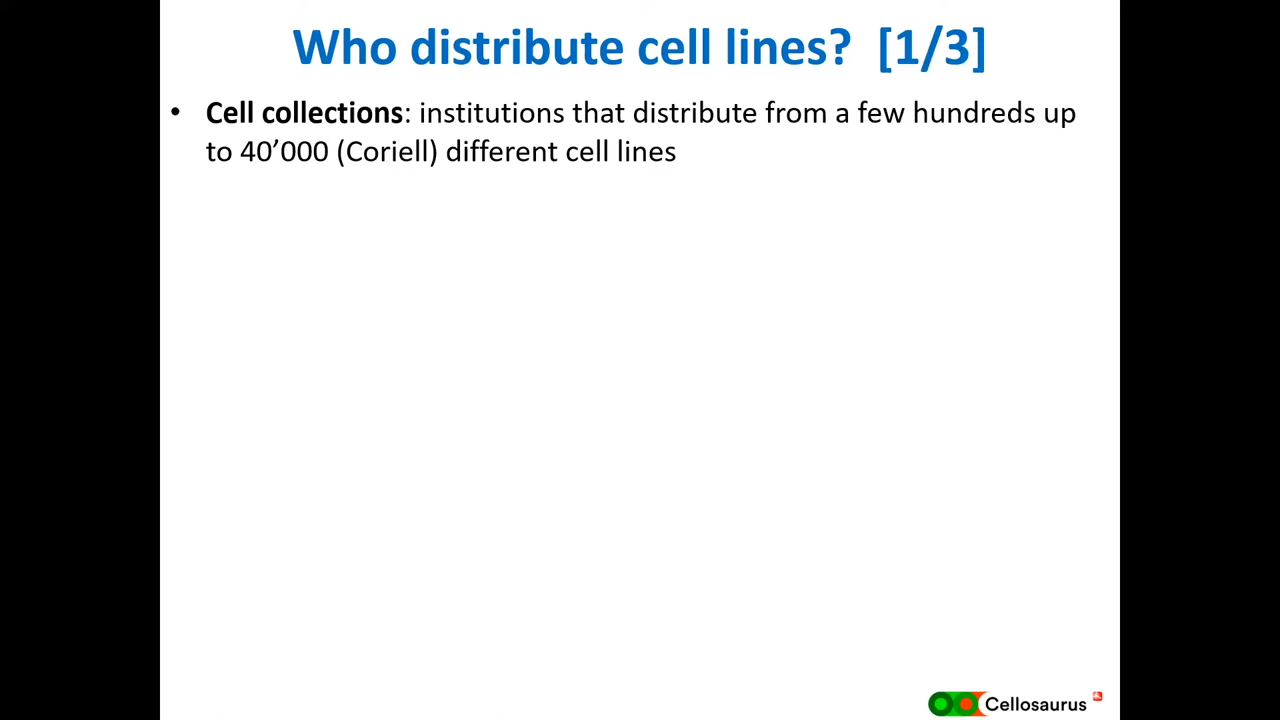 Who distribute cell lines? [1/3]
• Cell collections: institutions that distribute from a few hundreds up
to 40’000 (Coriell) different cell lines
Cellosaurus